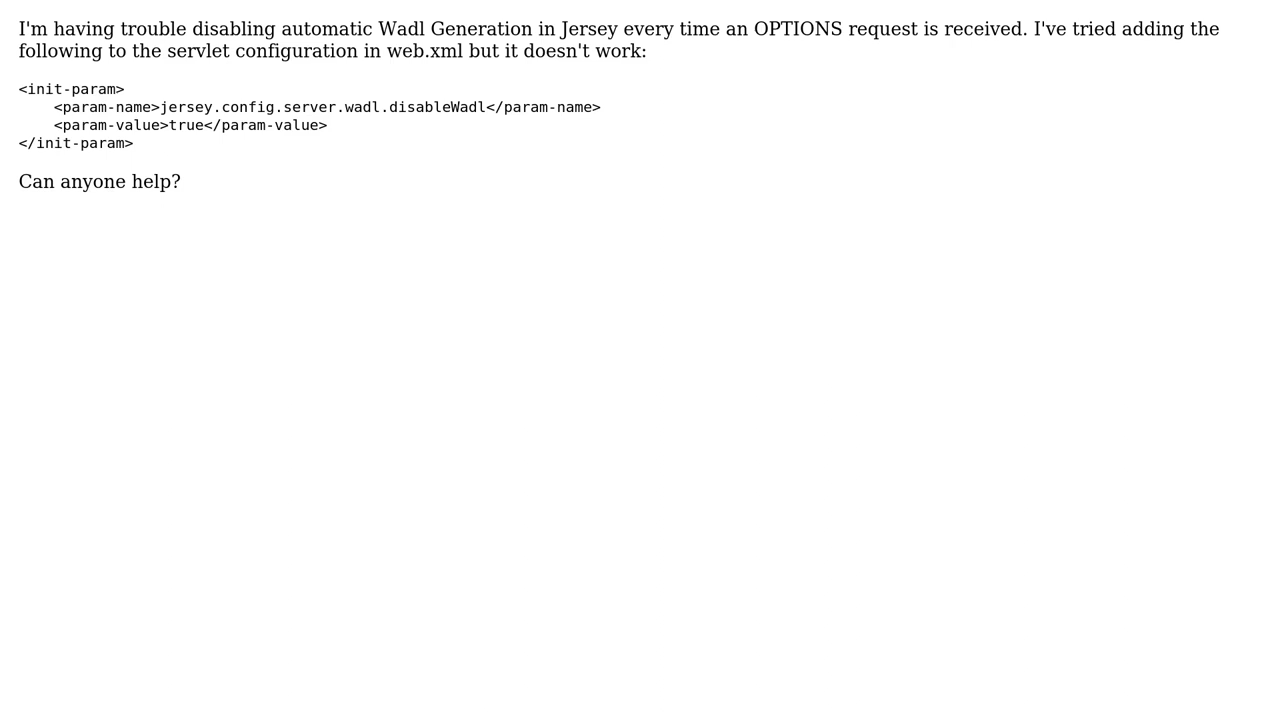 I'm having trouble disabling automatic Wadl Generation in Jersey every time an OPTIONS request is received. I've tried adding the
following to the servlet configuration in web.xml but it doesn't work:
<init-param>
    <param-name>jersey.config.server.wadl.disableWadl</param-name>
    <param-value>true</param-value>
</init-param>
Can anyone help?